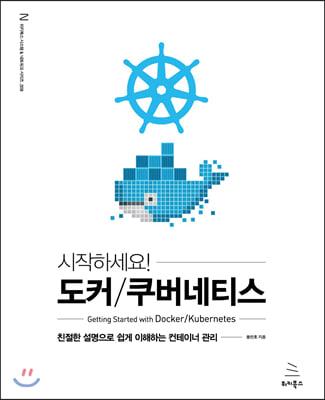 시작하세요!
도커/쿠버네티스
Getting Started with Docker/Kubernetes
친절한 설명으로 쉽게 이해하는 컨테이너 관리
용찬호 지음
위키북스